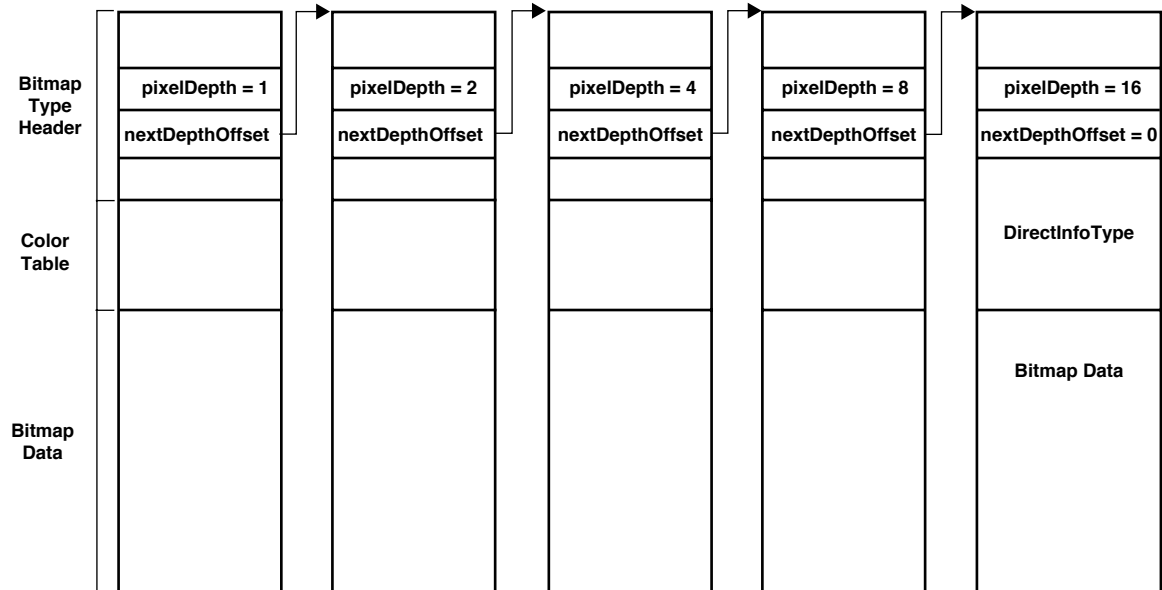 Bitmap
Type
Header
pixelDepth = 1
pixelDepth = 2
pixelDepth = 4
pixelDepth = 8
pixelDepth = 16
nextDepthOffset
nextDepthOffset
nextDepthOffset
nextDepthOffset
nextDepthOffset = 0
Color
Table
DirectInfoType
Bitmap
Data
Bitmap Data